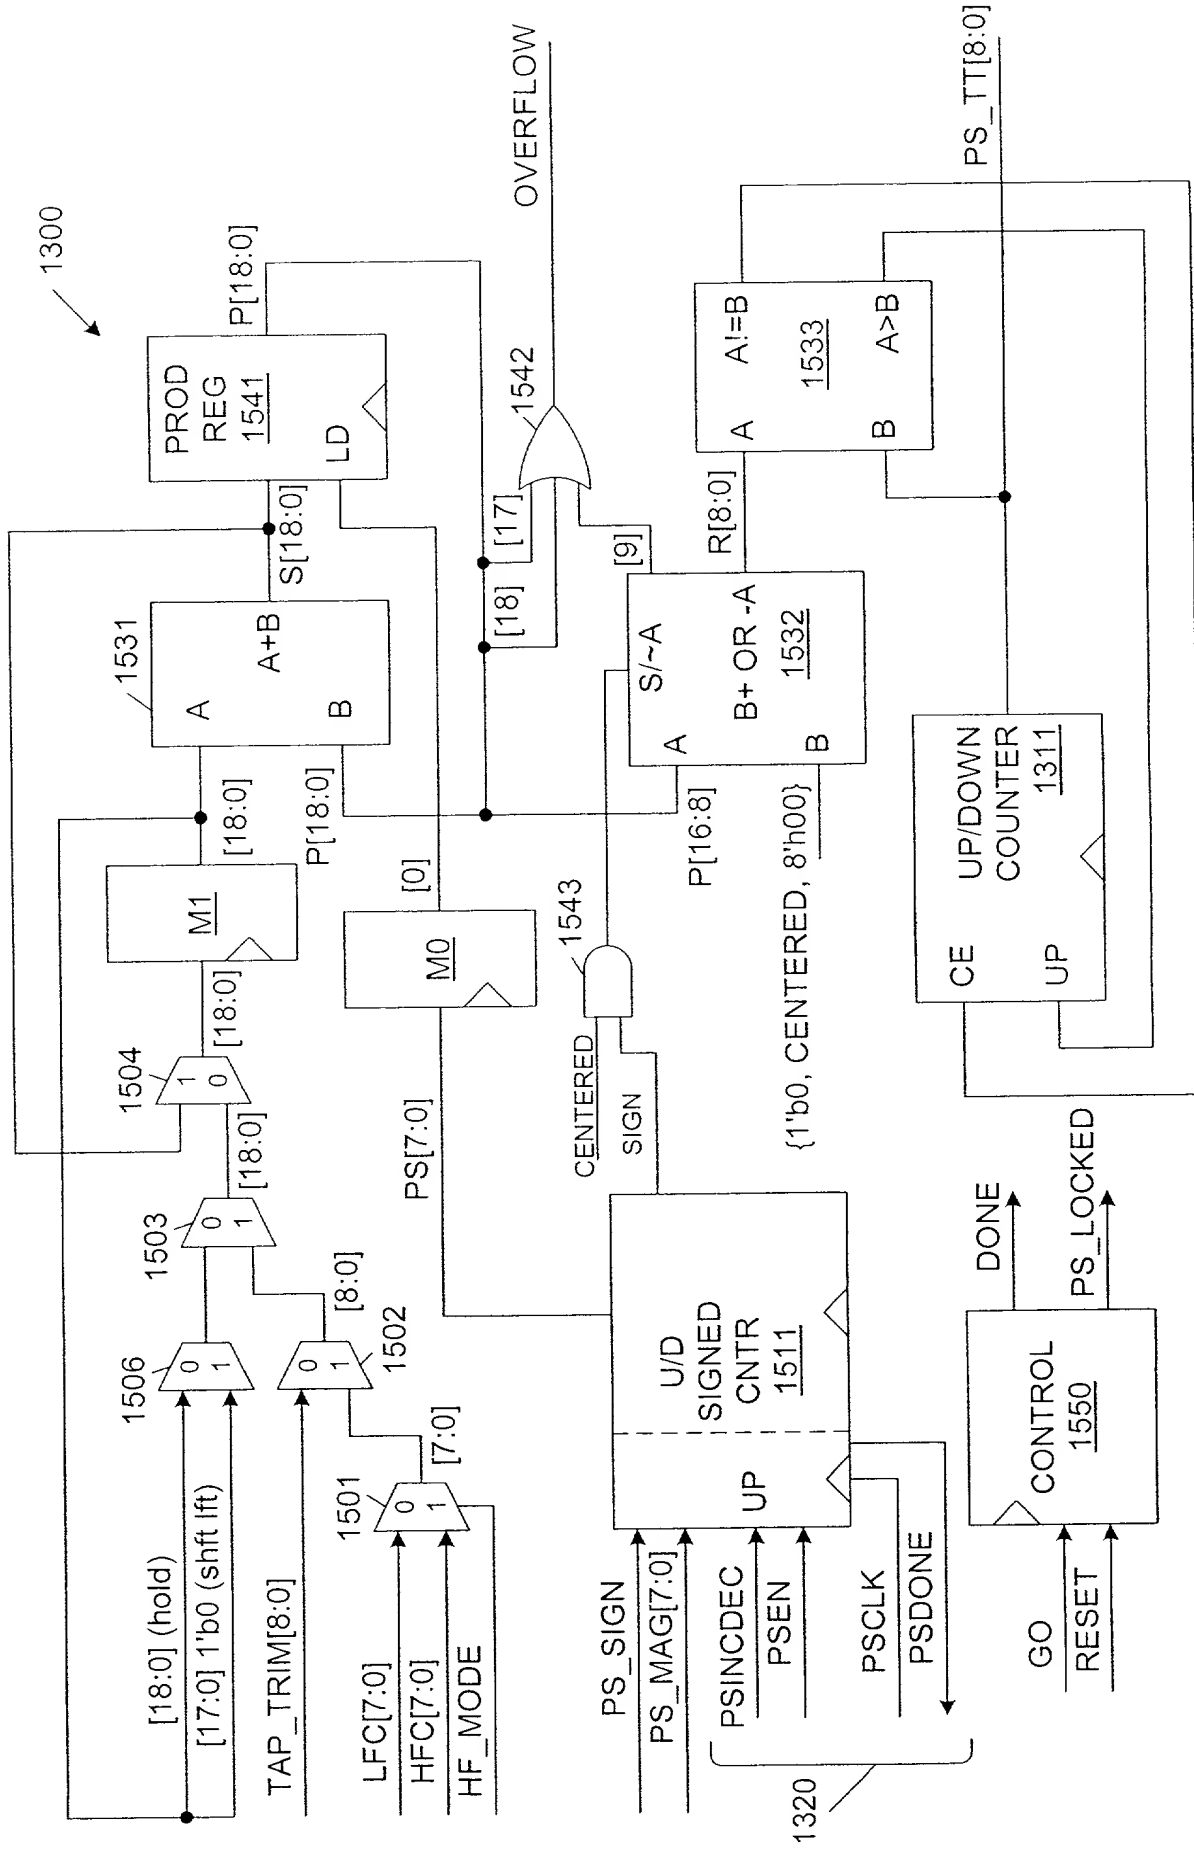 1300
[18:0] (hold)
[17:0] 1'b0 (shft lft)
1506
0
1
1503
0
1
[18:0]
1504
1
0
[18:0]
M1
[18:0]
1531
A
A+B
B
P[18:0]
S[18:0]
PROD
REG
1541
LD
P[18:0]
TAP_TRIM[8:0]
0
1
1502
[8:0]
LFC[7:0]
HFC[7:0]
HF_MODE
1501
0
1
[7:0]
PS[7:0]
M0
[0]
[18]
[17]
1542
OVERFLOW
PS_SIGN
PS_MAG[7:0]
PSINCDEC
PSEN
PSCLK
PSDONE
1320
UP
U/D
SIGNED
CNTR
1511
CENTERED
SIGN
1543
P[16:8]
{1'b0, CENTERED, 8'h00}
A
B
S/~A
B+ OR -A
1532
[9]
R[8:0]
A
B
A!=B
1533
A>B
PS_TT[8:0]
GO
RESET
CONTROL
1550
DONE
PS_LOCKED
CE
UP
UP/DOWN
COUNTER
1311